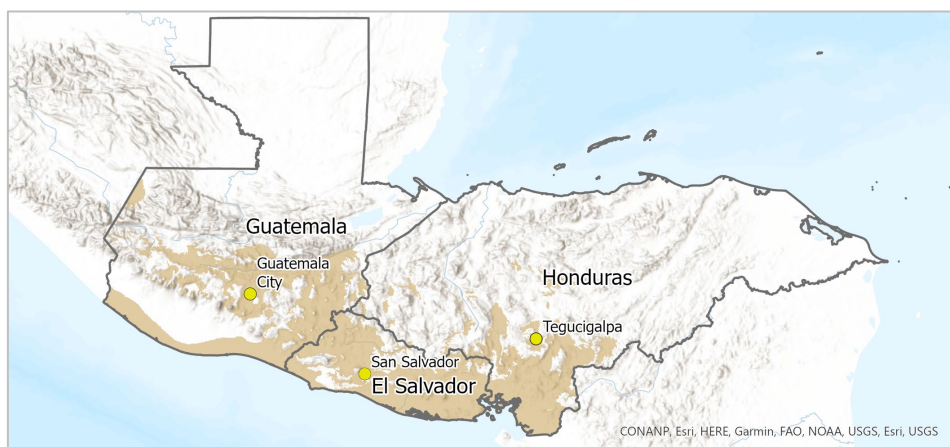 Guatemala
Guatemala
City
Honduras
Tegucigalpa
San Salvador
El Salvador
CONANP, Esri, HERE, Garmin, FAO, NOAA, USGS, Esri, USGS